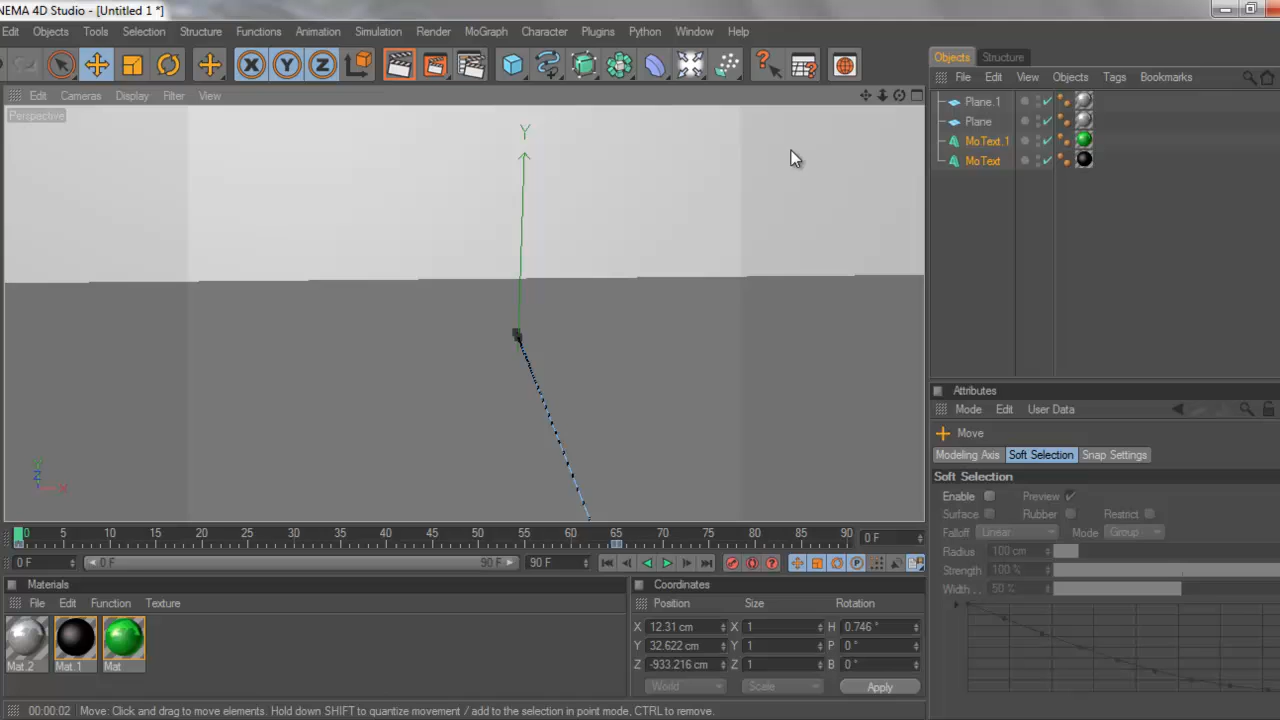 NEMA 4D Studio - [Untitled 1 *]
Edit Objects Tools Selection Structure Functions Animation Simulation Render MoGraph Character Plugins Python Window Help
Edit Cameras Display Filter View
Perspective
Y
Y
Z
X
0 5 10 15 20 25 30 35 40 45 50 55 60 65 70 75 80 85 90 0 F
0 F 0 F 90 F 90 F
Materials
File Edit Function Texture
Mat.2 Mat.1 Mat
Coordinates
Position Size Rotation
X 12.31 cm X 1 H 0.746 °
Y 32.622 cm Y 1 P 0 °
Z -933.216 cm Z 1 B 0 °
World Scale Apply
00:00:02 Move: Click and drag to move elements. Hold down SHIFT to quantize movement / add to the selection in point mode, CTRL to remove.
Objects Structure
File Edit View Objects Tags Bookmarks
Plane.1
Plane
MoText.1
MoText
Attributes
Mode Edit User Data
Move
Modeling Axis Soft Selection Snap Settings
Soft Selection
Enable Preview
Surface Rubber Restrict
Falloff Linear Mode Group
Radius 100 cm
Strength 100 %
Width . . 50 %